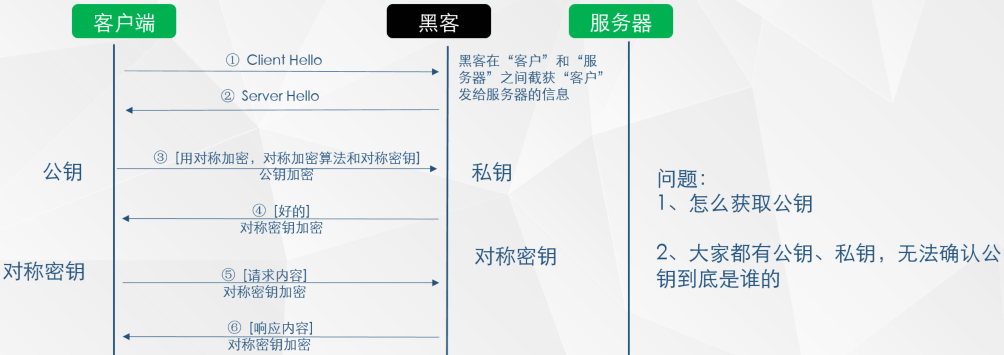 客户端
黑客
服务器
① Client Hello
黑客在“客户”和“服
务器”之间截获“客户”
发给服务器的信息
② Server Hello
③ [用对称加密，对称加密算法和对称密钥]
公钥加密
公钥
私钥
④ [好的]
对称密钥加密
对称密钥
对称密钥
⑤ [请求内容]
对称密钥加密
⑥ [响应内容]
对称密钥加密
问题：
1、怎么获取公钥
2、大家都有公钥、私钥，无法确认公
钥到底是谁的